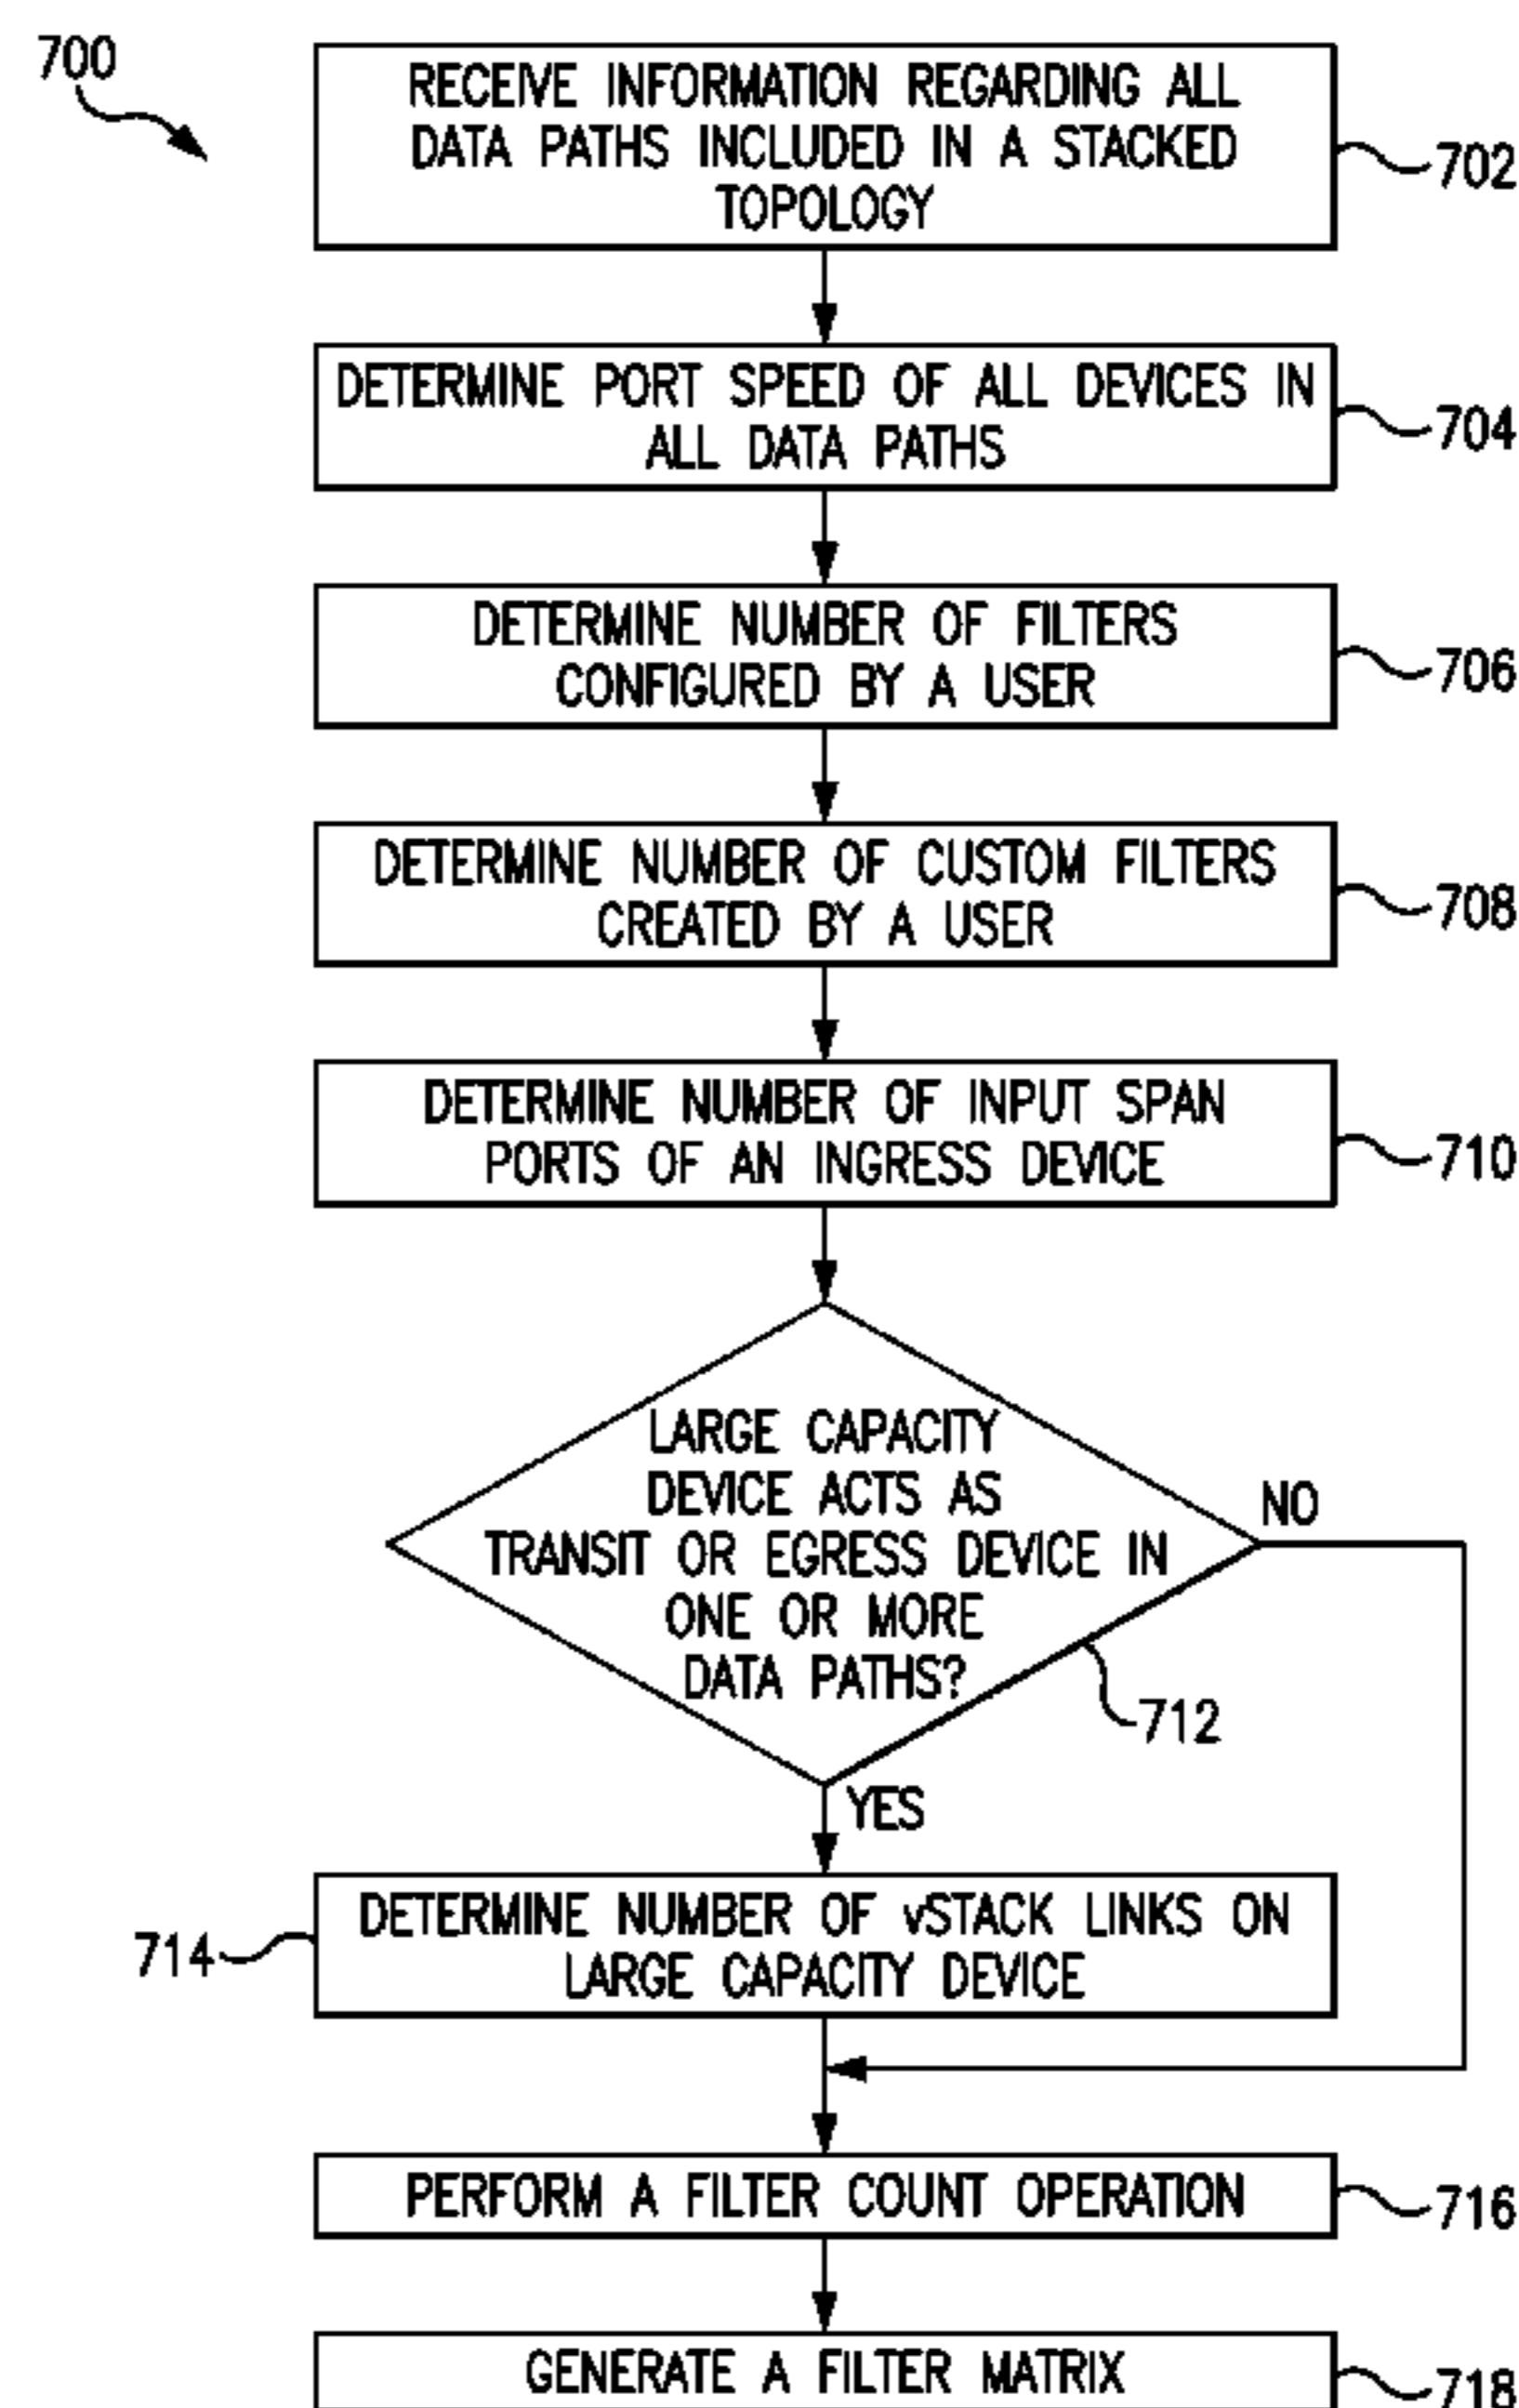 700
RECEIVE INFORMATION REGARDING ALL
DATA PATHS INCLUDED IN A STACKED
TOPOLOGY
702
DETERMINE PORT SPEED OF ALL DEVICES IN
ALL DATA PATHS
704
DETERMINE NUMBER OF FILTERS
CONFIGURED BY A USER
706
DETERMINE NUMBER OF CUSTOM FILTERS
CREATED BY A USER
708
DETERMINE NUMBER OF INPUT SPAN
PORTS OF AN INGRESS DEVICE
710
LARGE CAPACITY
DEVICE ACTS AS
TRANSIT OR EGRESS DEVICE IN
ONE OR MORE
DATA PATHS?
NO
712
YES
DETERMINE NUMBER OF vSTACK LINKS ON
LARGE CAPACITY DEVICE
714
PERFORM A FILTER COUNT OPERATION
716
GENERATE A FILTER MATRIX
718